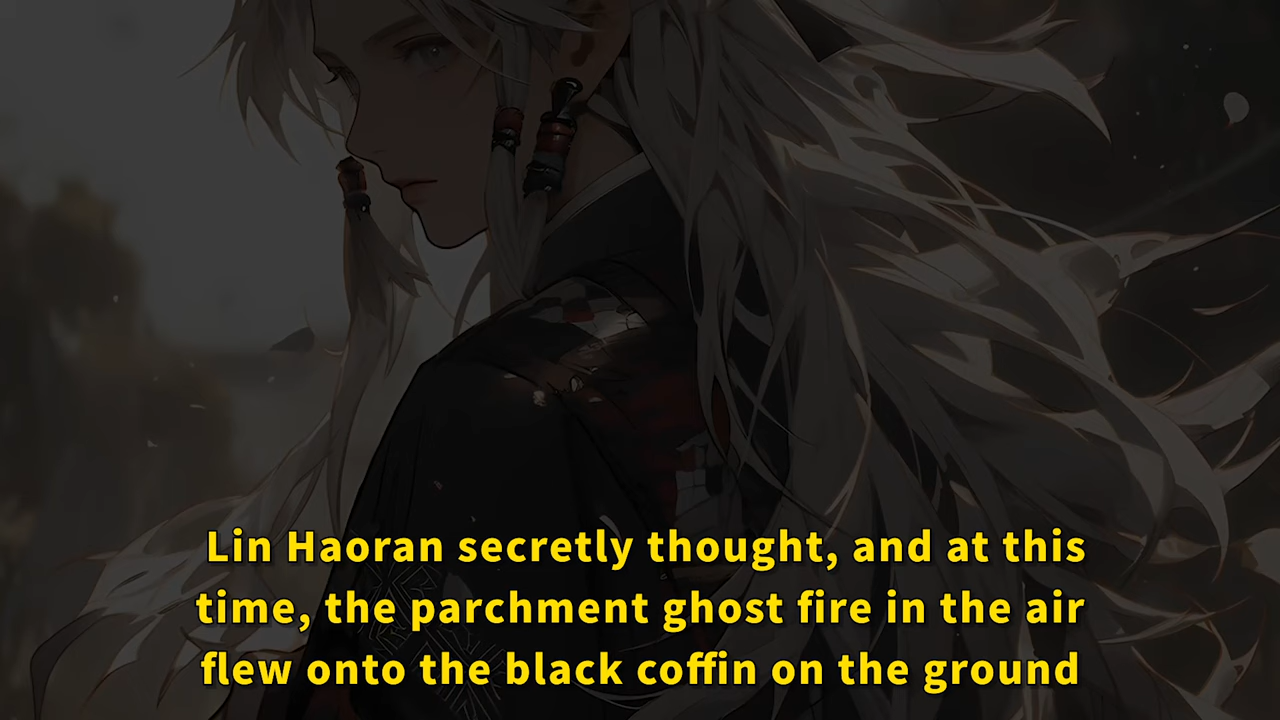 Lin Haoran secretly thought, and at this
time, the parchment ghost fire in the air
flew onto the black coffin on the ground